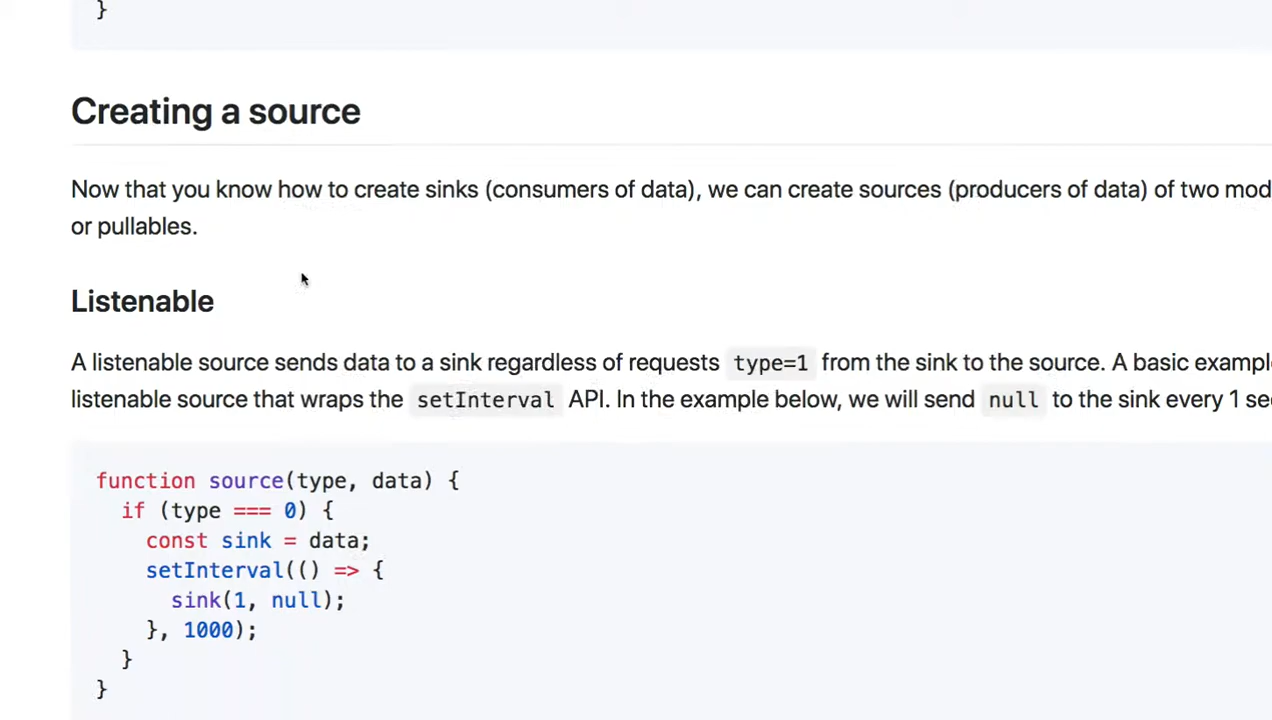 }
Creating a source
Now that you know how to create sinks (consumers of data), we can create sources (producers of data) of two
or pullables.
Listenable
A listenable source sends data to a sink regardless of requests type=1 from the sink to the source. A basic
listenable source that wraps the setInterval API. In the example below, we will send null to the sink every 1
function source(type, data) {
if (type === 0) {
const sink = data;
setInterval(() => {
sink(1, null);
}, 1000);
}
}